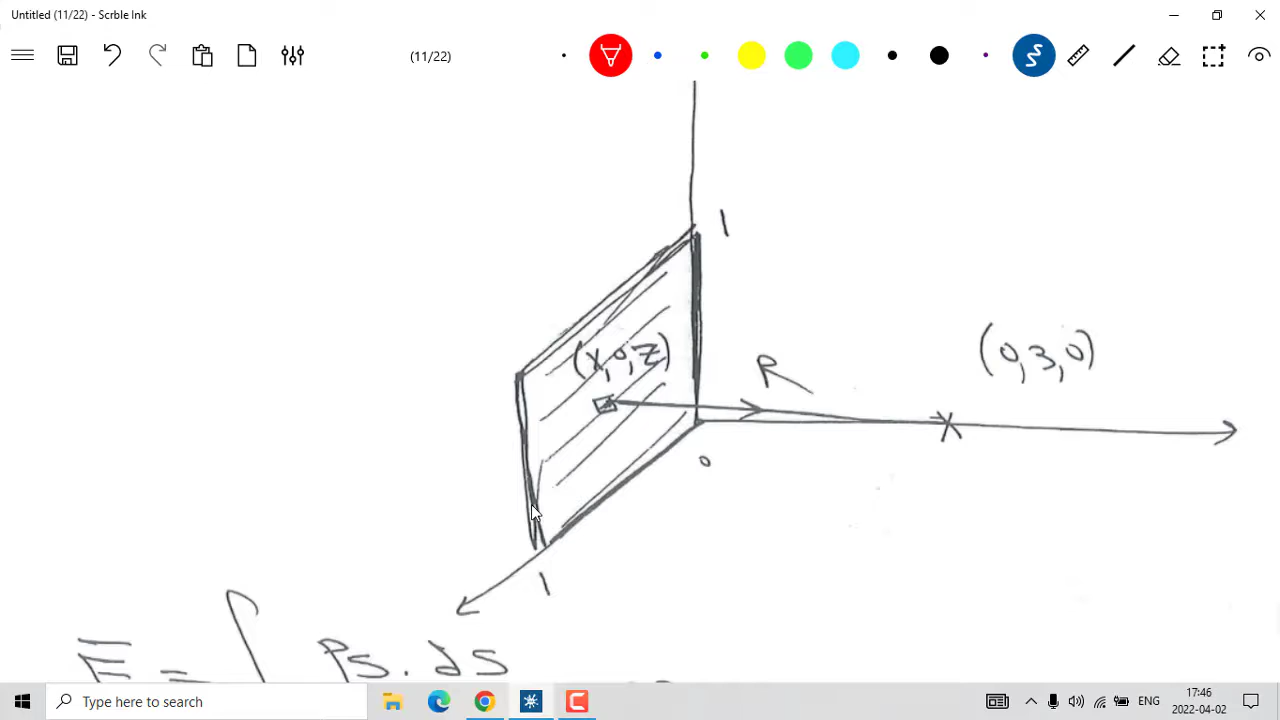 Untitled (11/22) - Scrble Ink
(11/22)
1
(x,0,z)
R
(0,3,0)
0
1
E = ∫ ρs.ds
Type here to search
ENG
17:46
2022-04-02